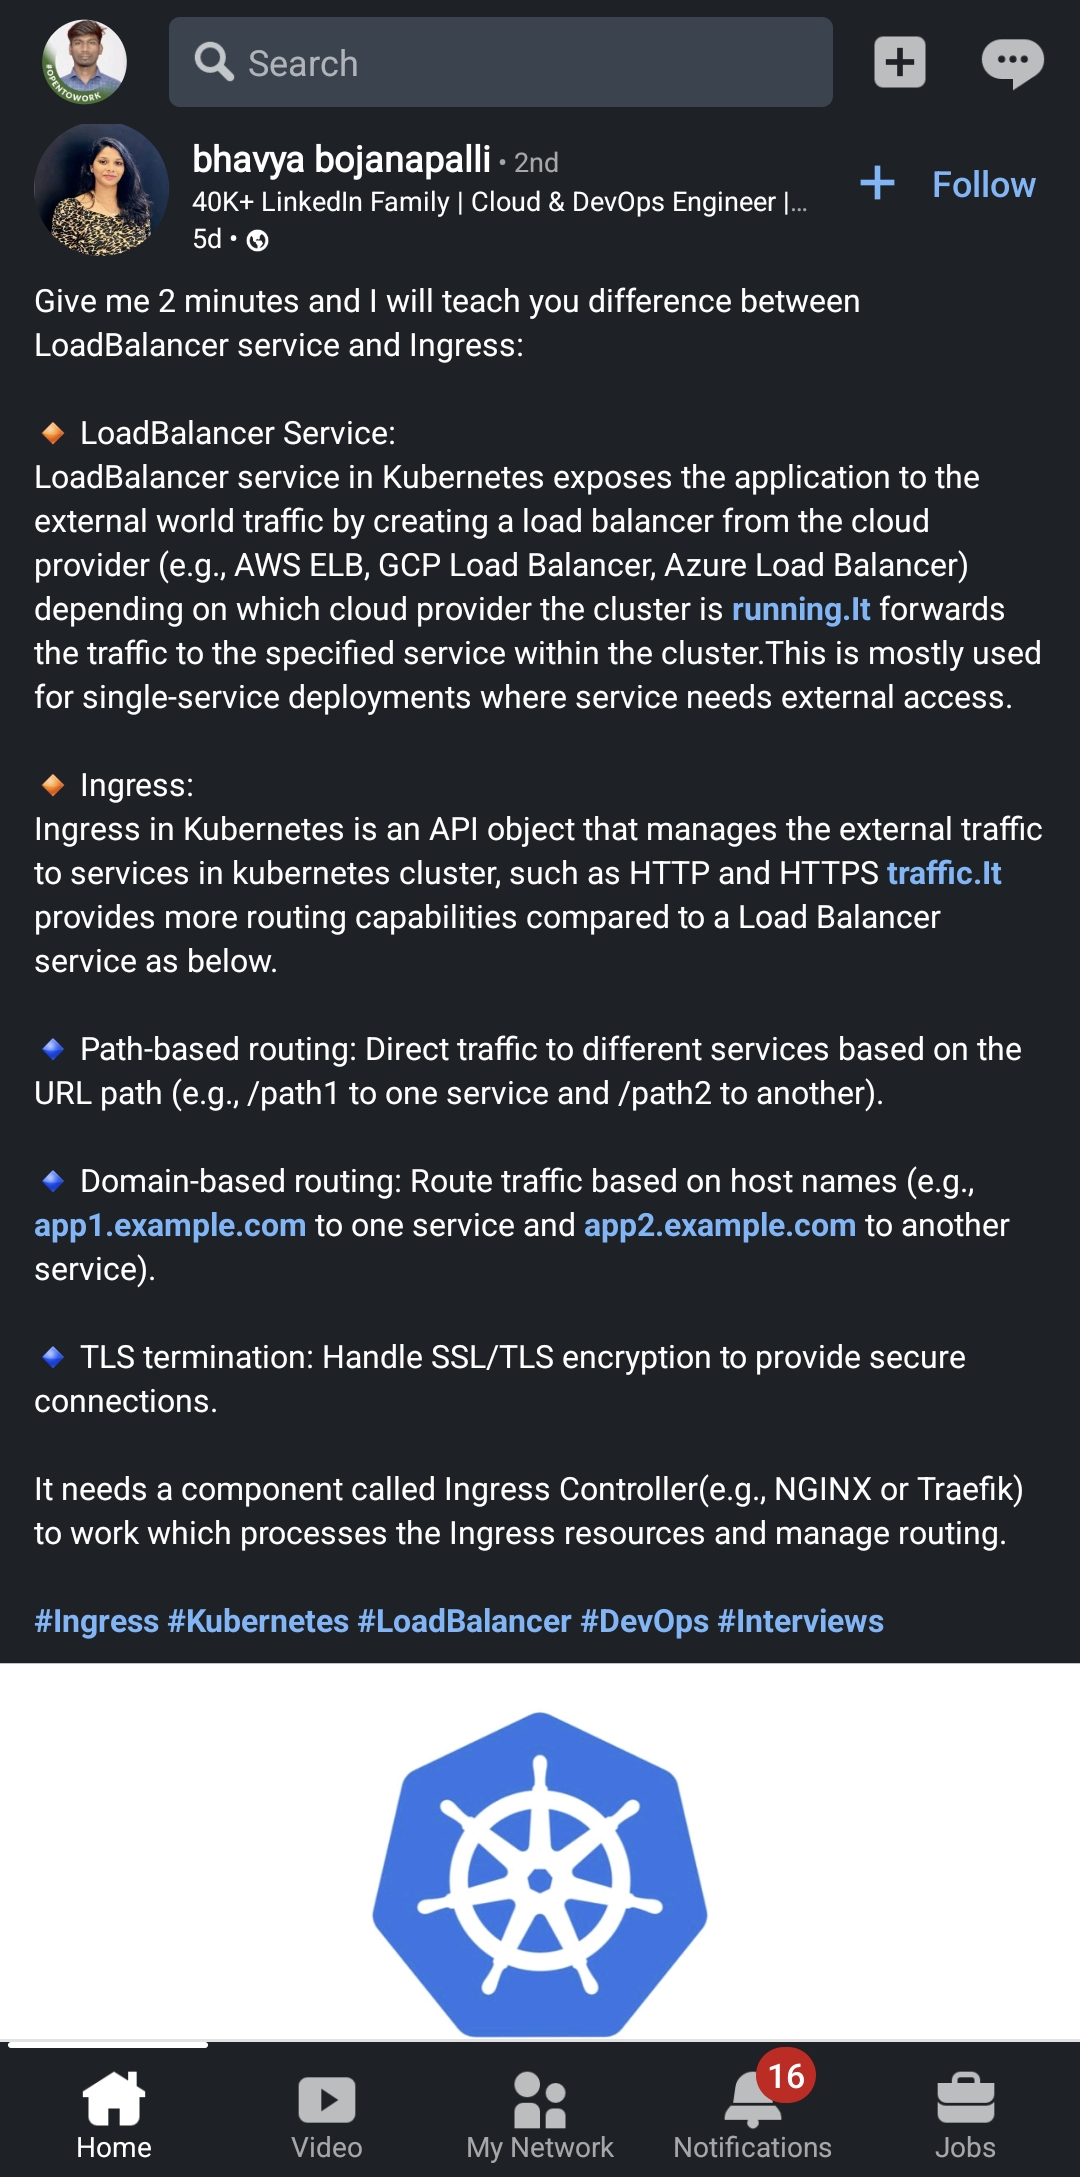 #OPENTOWORK
Search
bhavya bojanapalli • 2nd
40K+ LinkedIn Family | Cloud & DevOps Engineer |...
5d •
Follow
Give me 2 minutes and I will teach you difference between
LoadBalancer service and Ingress:
🔸 LoadBalancer Service:
LoadBalancer service in Kubernetes exposes the application to the
external world traffic by creating a load balancer from the cloud
provider (e.g., AWS ELB, GCP Load Balancer, Azure Load Balancer)
depending on which cloud provider the cluster is running.It forwards
the traffic to the specified service within the cluster.This is mostly used
for single-service deployments where service needs external access.
🔸 Ingress:
Ingress in Kubernetes is an API object that manages the external traffic
to services in kubernetes cluster, such as HTTP and HTTPS traffic.It
provides more routing capabilities compared to a Load Balancer
service as below.
🔹 Path-based routing: Direct traffic to different services based on the
URL path (e.g., /path1 to one service and /path2 to another).
🔹 Domain-based routing: Route traffic based on host names (e.g.,
app1.example.com to one service and app2.example.com to another
service).
🔹 TLS termination: Handle SSL/TLS encryption to provide secure
connections.
It needs a component called Ingress Controller(e.g., NGINX or Traefik)
to work which processes the Ingress resources and manage routing.
#Ingress #Kubernetes #LoadBalancer #DevOps #Interviews
16
Home
Video
My Network
Notifications
Jobs